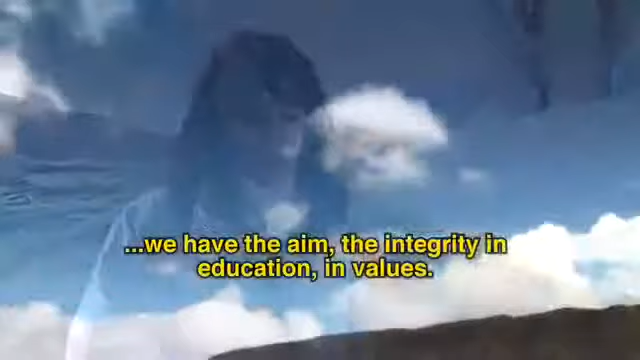 ...we have the aim, the integrity in
education, in values.